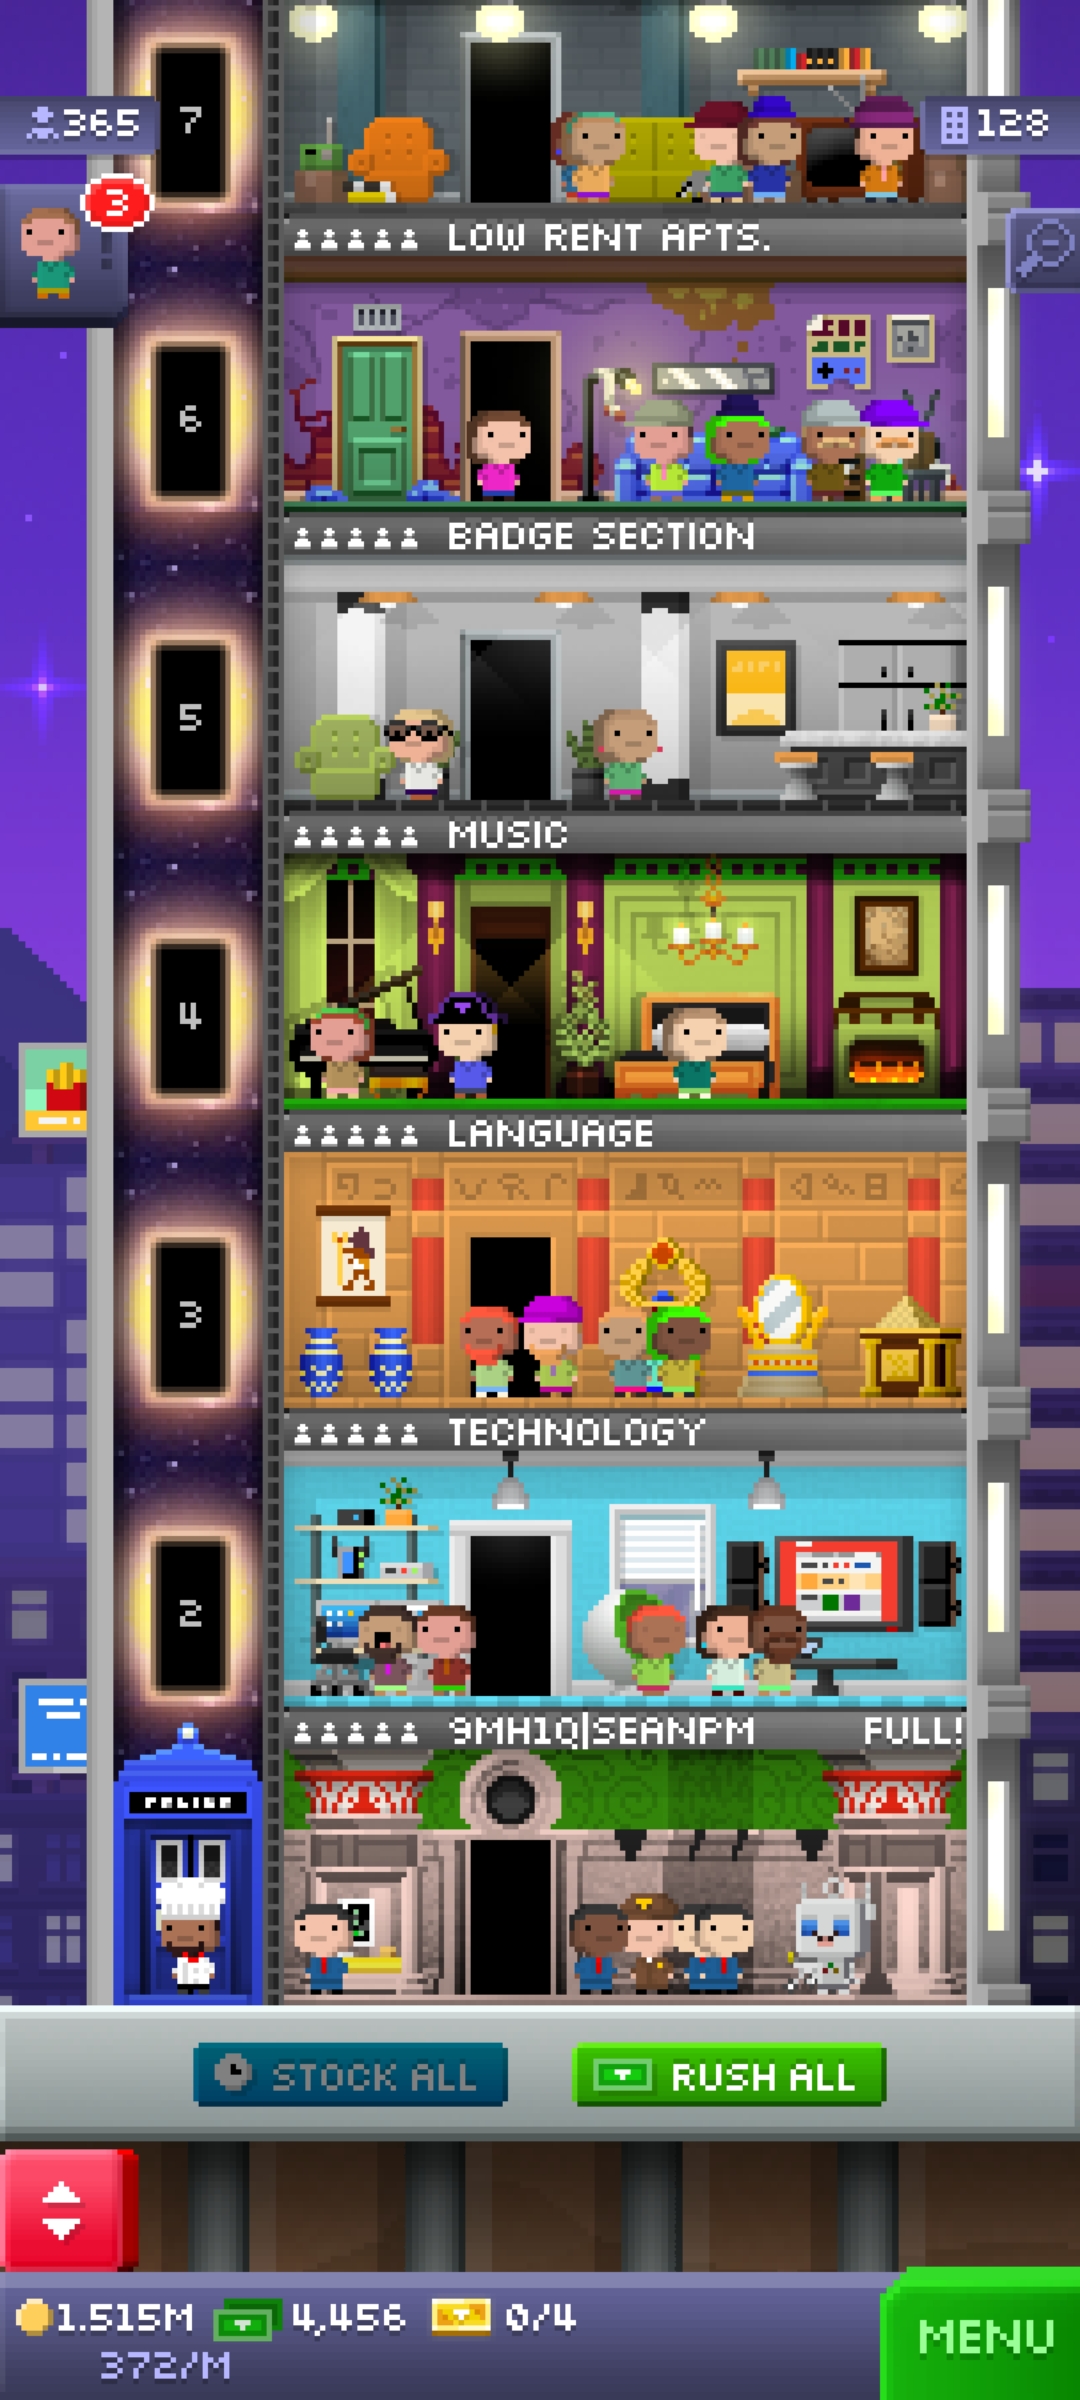 7
365
128
3
LOW RENT APTS.
6
BADGE SECTION
5
MUSIC
4
LANGUAGE
3
TECHNOLOGY
2
9MH1Q|SEANPM FULL!
POLICE
STOCK ALL
RUSH ALL
1.515M 4,456 0/4
372/M
MENU